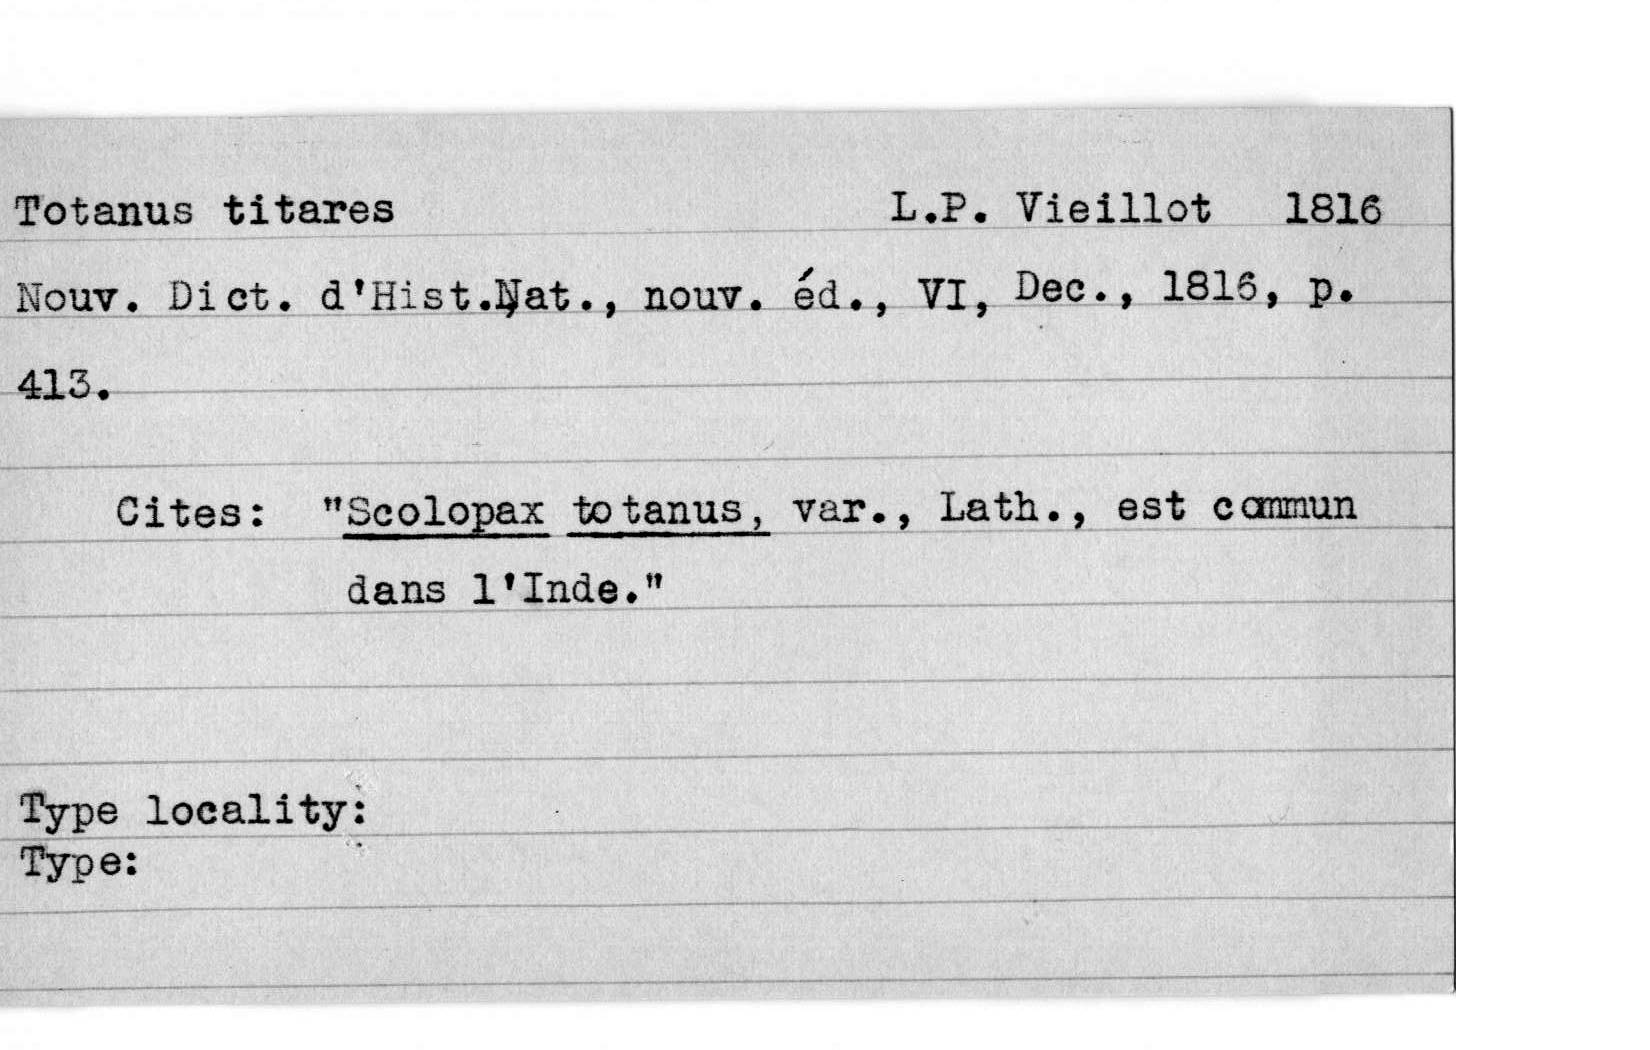 Totanus titares L.P. Vieillot 1816
Nouv. Dict. d'Hist.Nat., nouv. éd., VI, Dec., 1816, p.
413.
Cites: "Scolopax totanus, var., Lath., est commun
dans l'Inde."
Type locality:
Type: